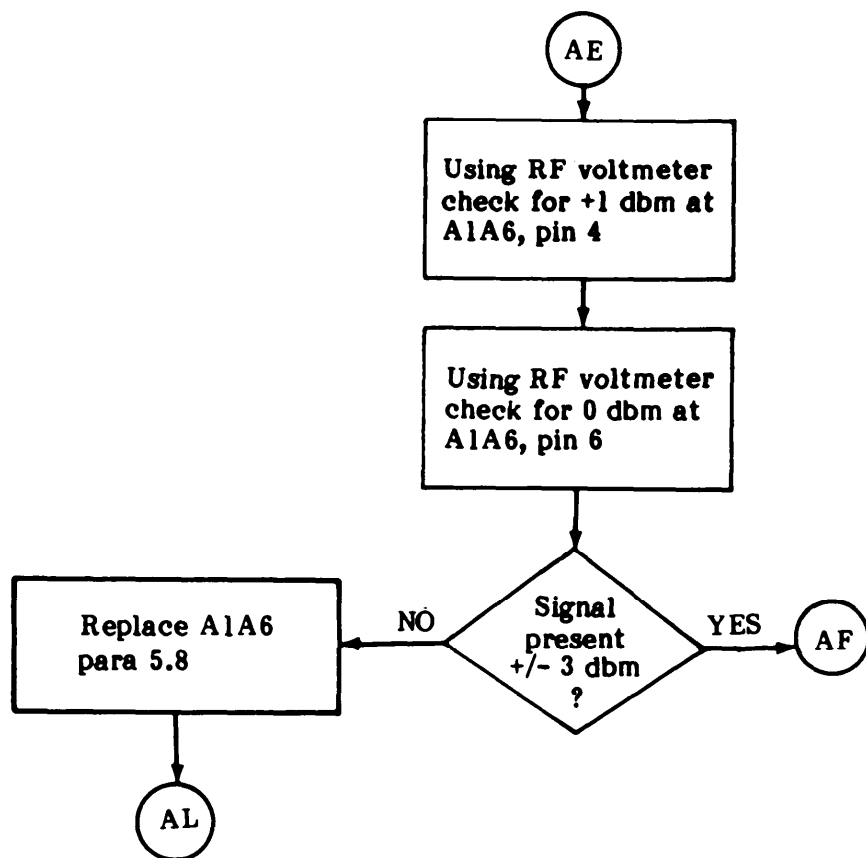 AE
Using RF voltmeter
check for +1 dbm at
A1A6, pin 4
Using RF voltmeter
check for 0 dbm at
A1A6, pin 6
Signal
present
+/- 3 dbm
?
NO
YES
Replace A1A6
para 5.8
AF
AL